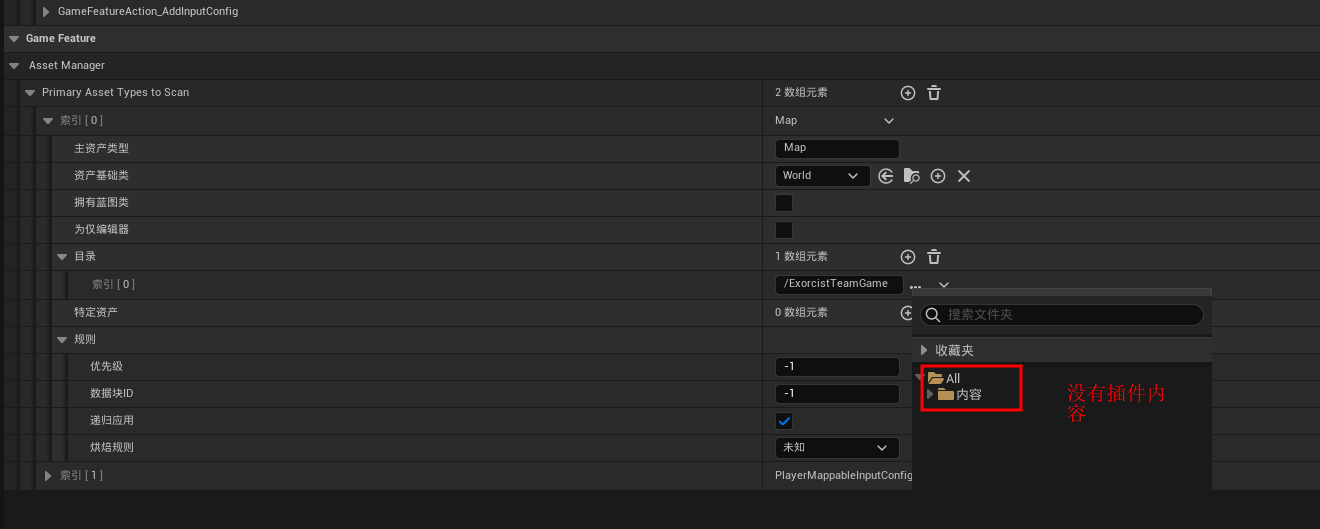 GameFeatureAction_AddInputConfig
Game Feature
Asset Manager
Primary Asset Types to Scan 2 数组元素
索引 [ 0 ] Map
主资产类型 Map
资产基础类 World
拥有蓝图类
为仅编辑器
目录 1 数组元素
索引 [ 0 ] /ExorcistTeamGame ...
特定资产 0 数组元素
搜索文件夹
规则
收藏夹
优先级 -1
All
数据块ID -1
内容
没有插件内
容
递归应用
烘焙规则 未知
索引 [ 1 ] PlayerMappableInputConfig